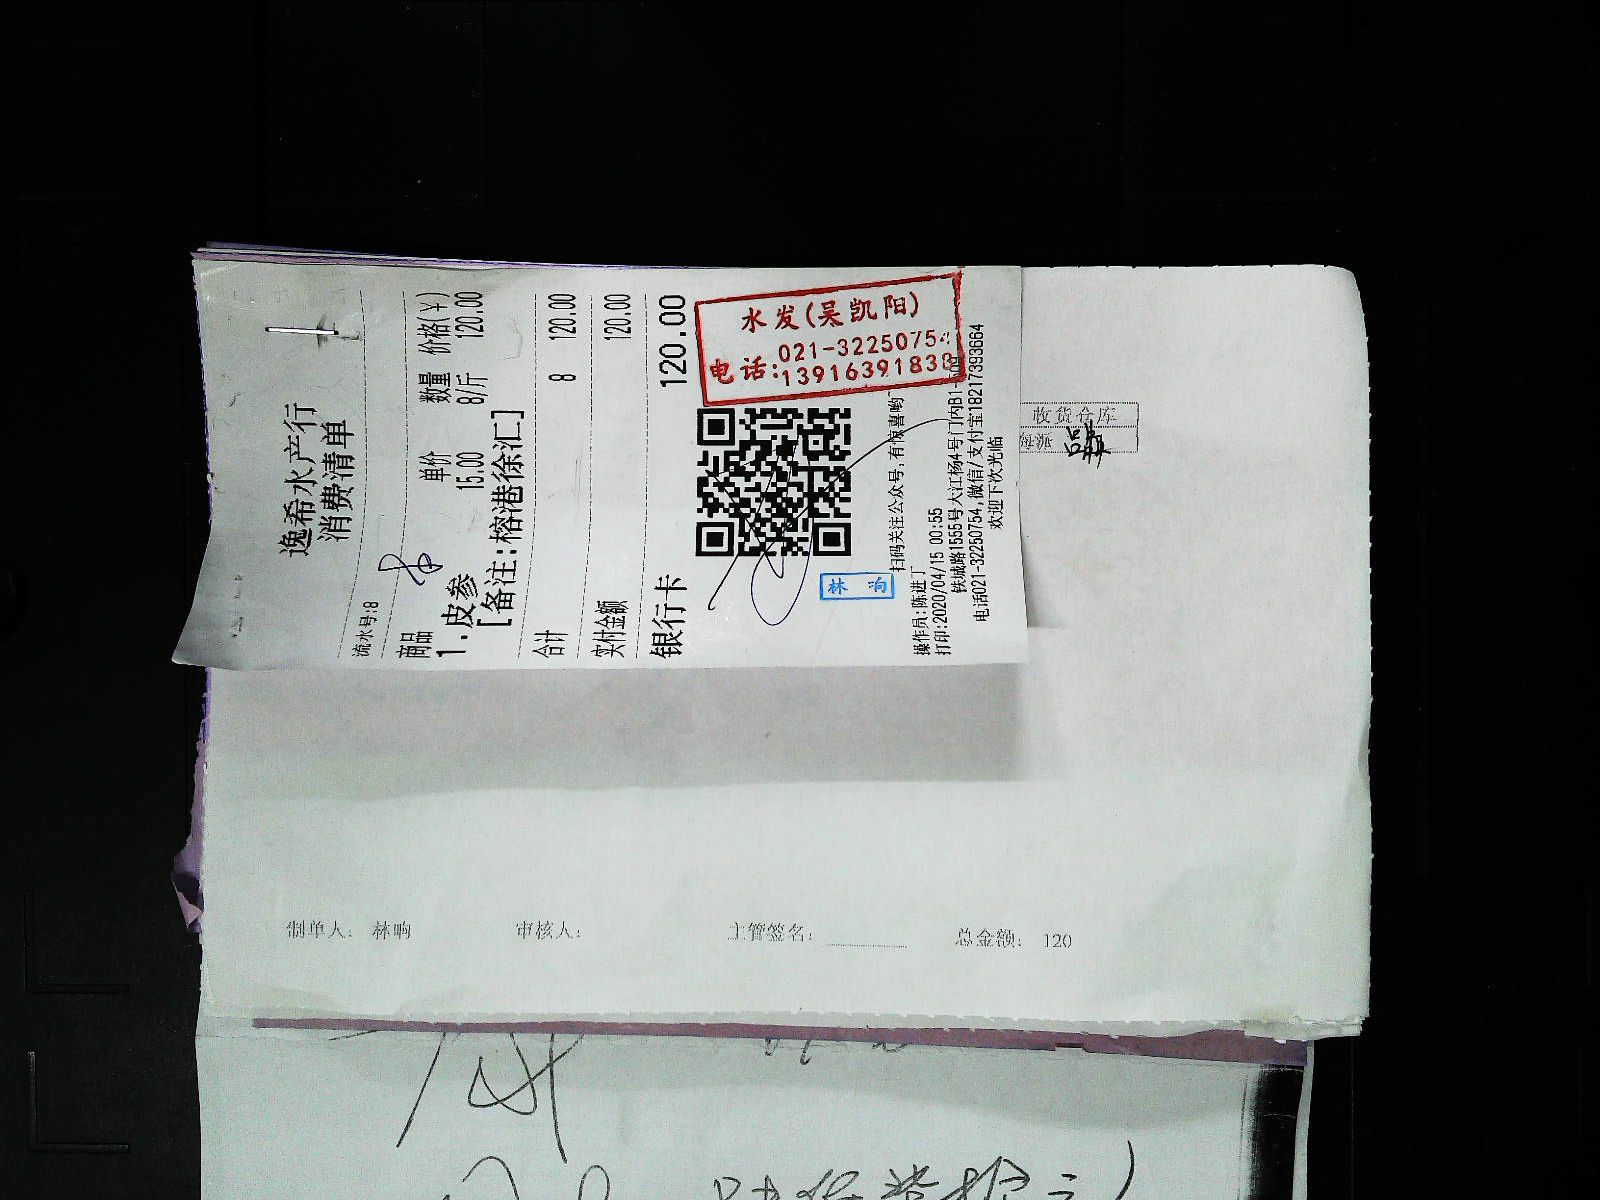 逸希水产行
消费清单
流水号:8
商品 单价 数量 价格(¥)
1.皮参 15.00 8/斤 120.00
[备注:榕港徐汇]
合计 8 120.00
实付金额 120.00
银行卡 120.00
水发(吴凯阳)
电话:021-3225075
1391639183
林
扫码关注公众号,有惊喜哟~
操作员:陈进丁
打印:2020/04/15 00:55
铁城路1555号大江杨4号门内B1-
电话021-32250754,微信/支付宝18217393664
欢迎下次光临
收货仓库
制单人: 林晌 审核人: 主管签名: 总金额: 120